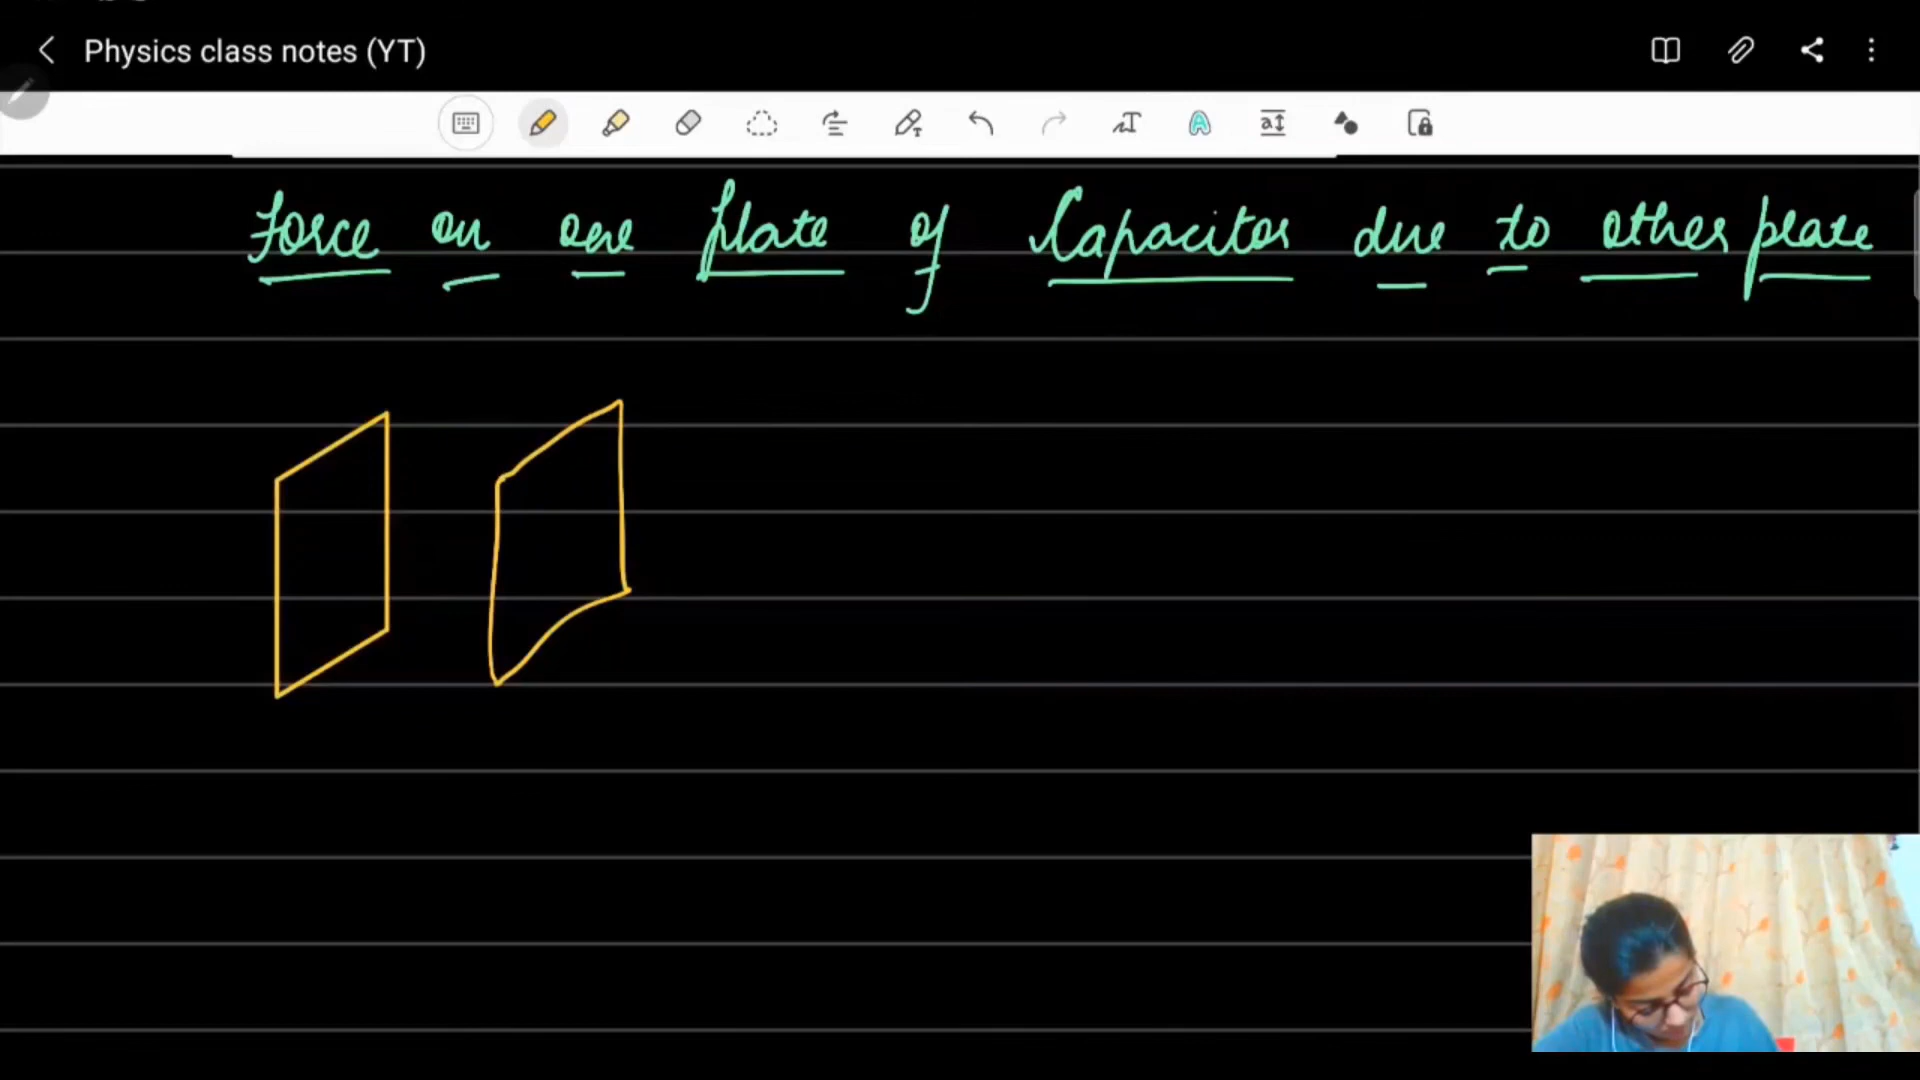 Physics class notes (YT)
Force on one plate of Capacitor due to other plate